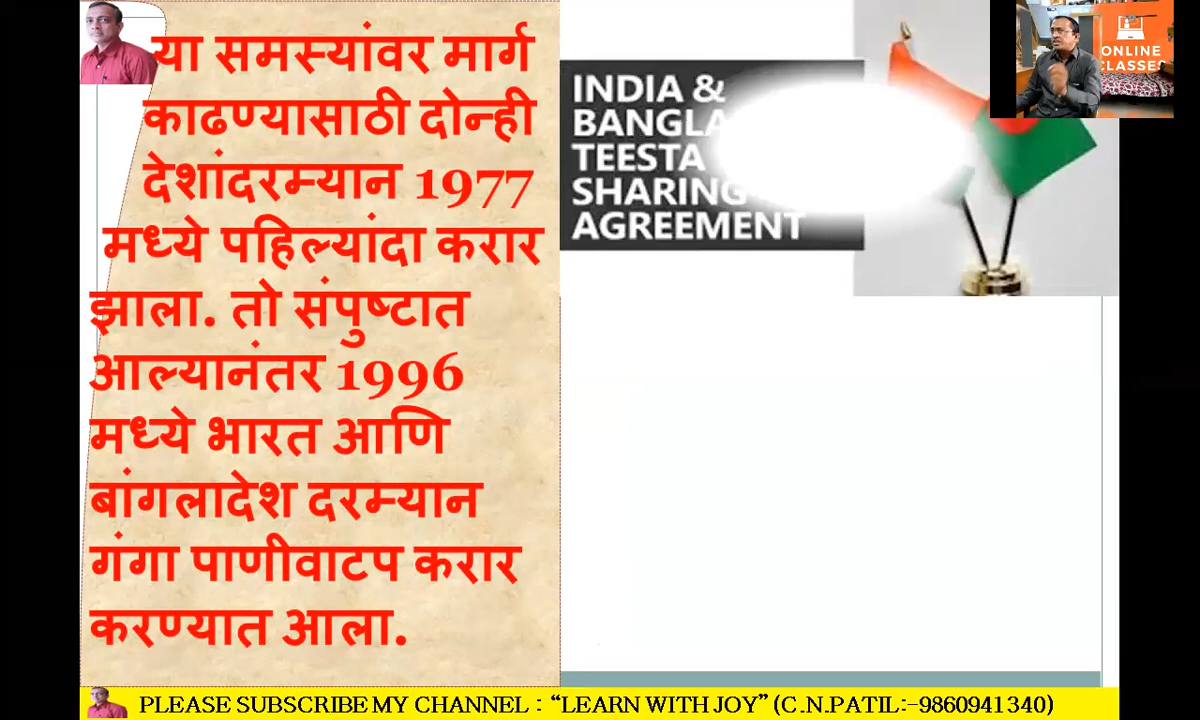 या समस्यांवर मार्ग
काढण्यासाठी दोन्ही
देशांदरम्यान 1977
मध्ये पहिल्यांदा करार
झाला. तो संपुष्टात
आल्यानंतर 1996
मध्ये भारत आणि
बांगलादेश दरम्यान
गंगा पाणीवाटप करार
करण्यात आला.
INDIA &
TEESTA
SHARING
AGREEMENT
ONLINE
CLASSES
PLEASE SUBSCRIBE MY CHANNEL : “LEARN WITH JOY” (C.N.PATIL:-9860941340)